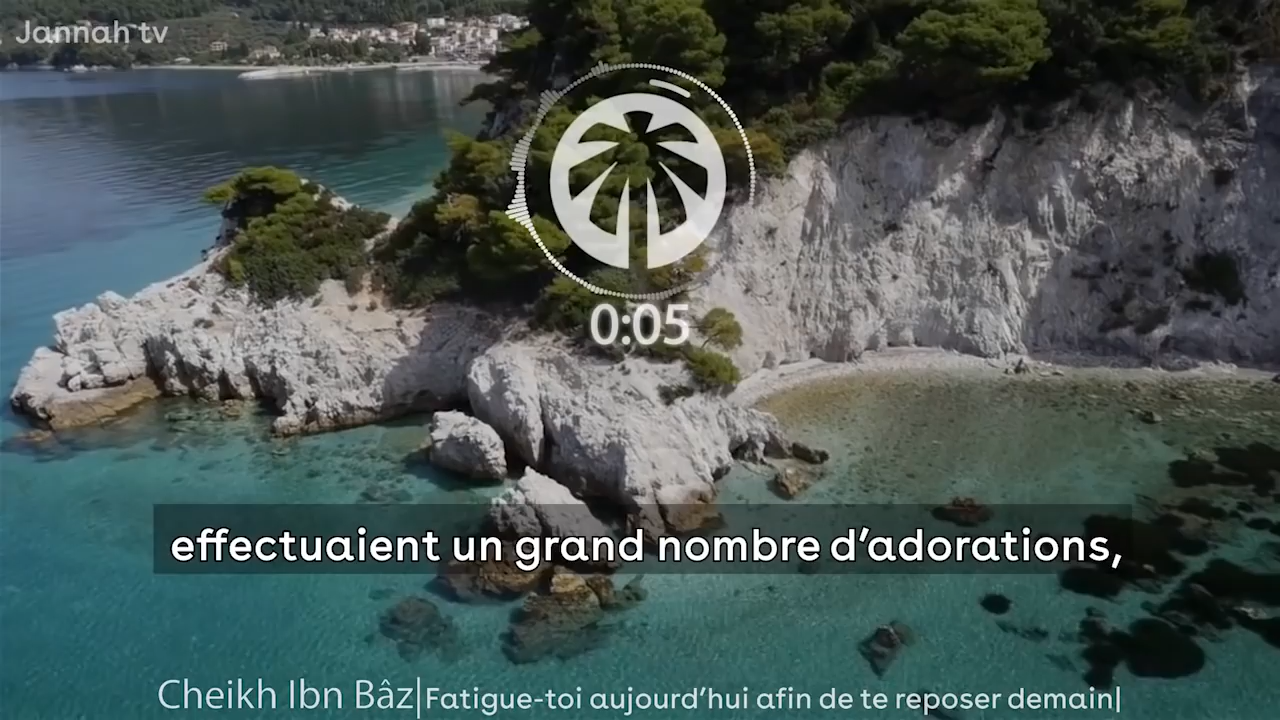 Jannah tv
0:05
effectuaient un grand nombre d'adorations,
Cheikh Ibn Bâz|Fatigue-toi aujourd'hui afin de te reposer demain|